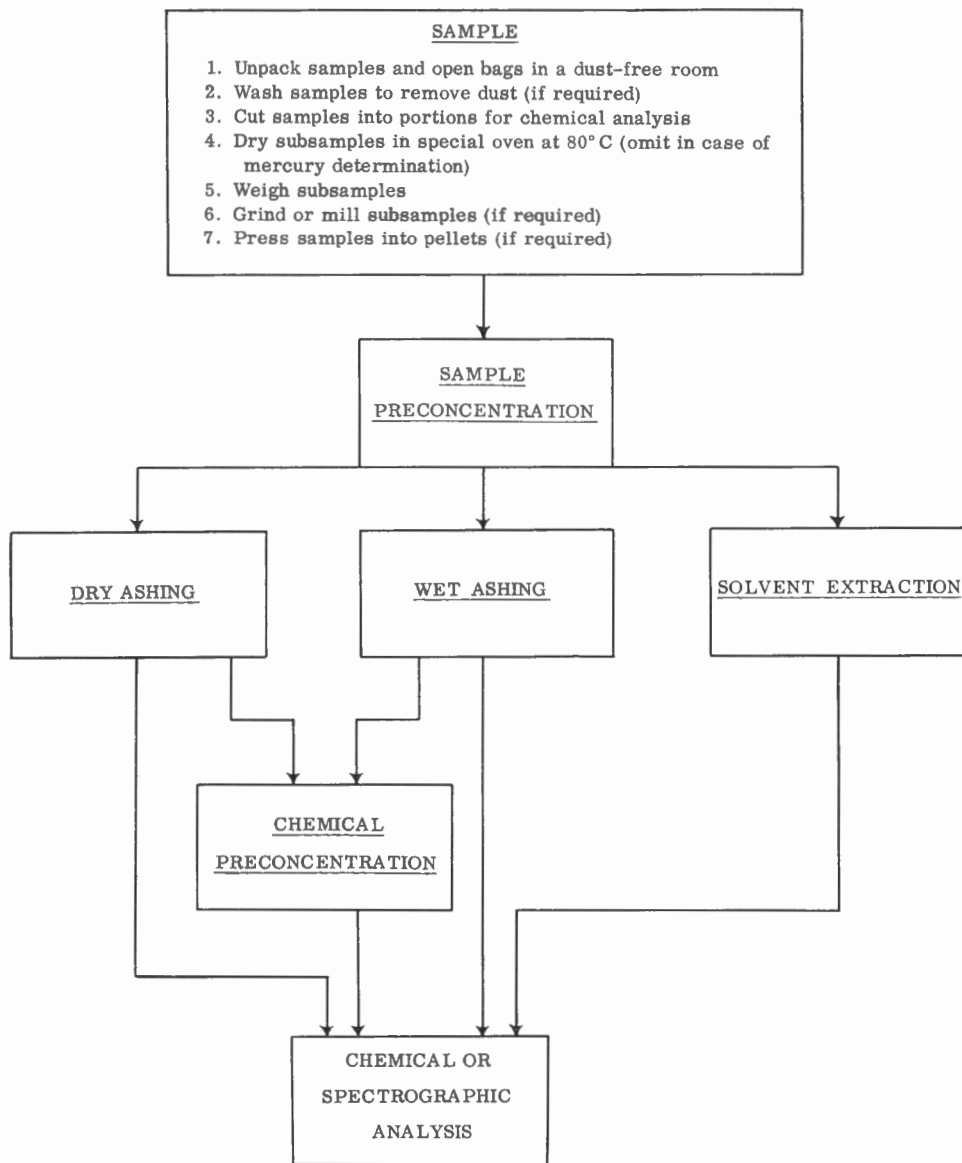 SAMPLE
1. Unpack samples and open bags in a dust-free room
2. Wash samples to remove dust (if required)
3. Cut samples into portions for chemical analysis
4. Dry subsamples in special oven at 80°C (omit in case of
mercury determination)
5. Weigh subsamples
6. Grind or mill subsamples (if required)
7. Press samples into pellets (if required)
SAMPLE
PRECONCENTRATION
DRY ASHING
WET ASHING
SOLVENT EXTRACTION
CHEMICAL
PRECONCENTRATION
CHEMICAL OR
SPECTROGRAPHIC
ANALYSIS